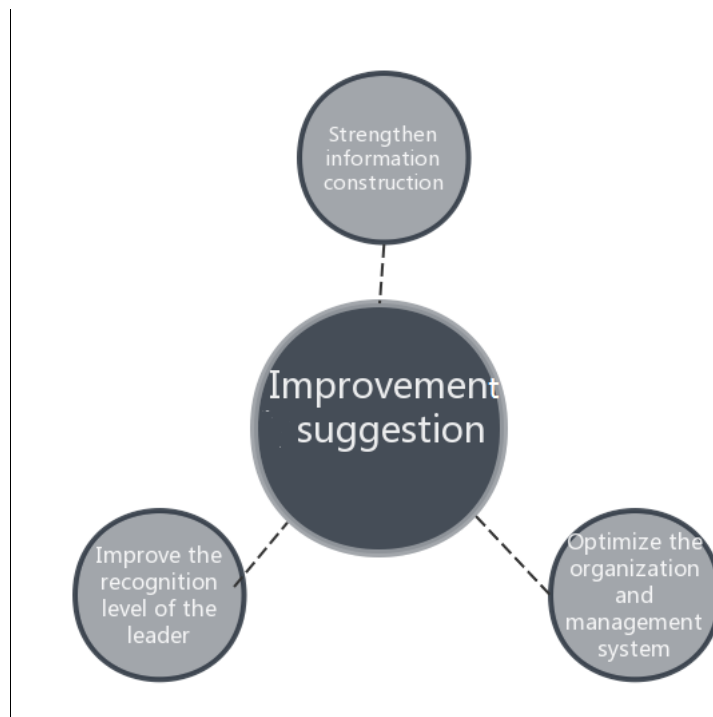 Strengthen
information
construction
Improvement
suggestion
Improve the
recognition
level of the
leader
Optimize the
organization
and
management
system